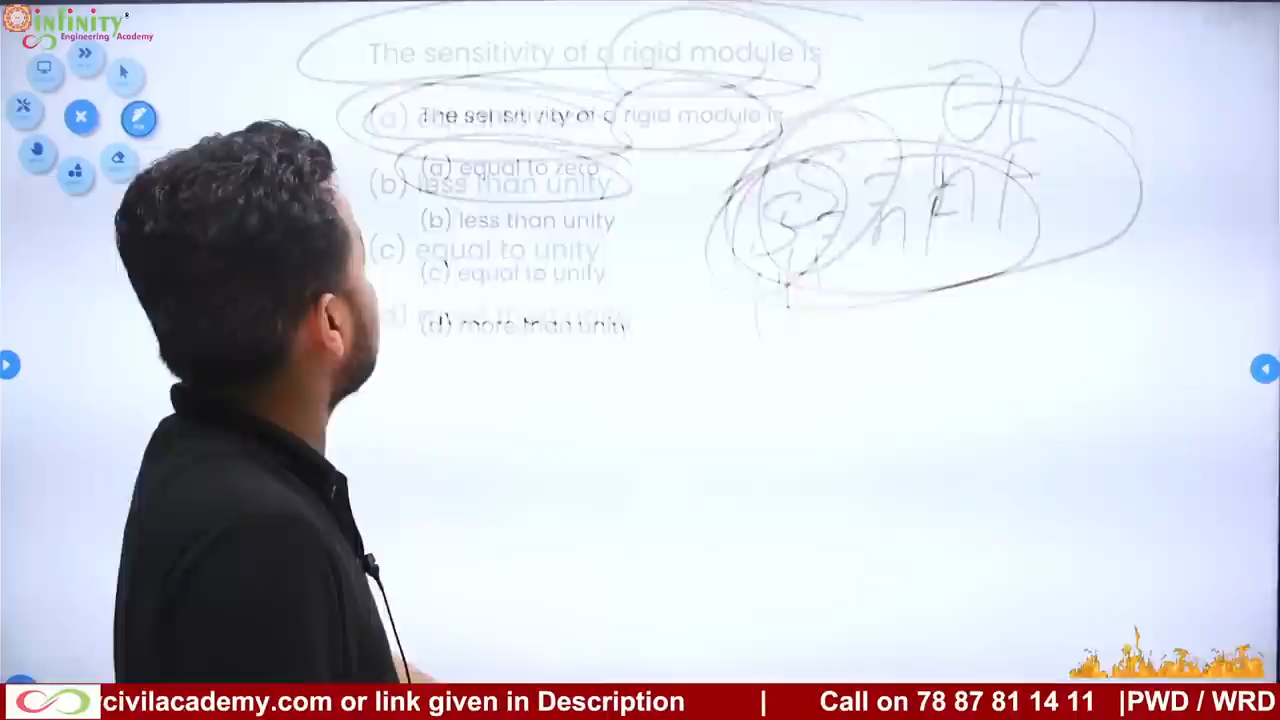 infinity®
Engineering Academy
The sensitivity of a rigid module is
The sensitivity of a rigid module is
(a) equal to zero
(b) less than unity
(b) less than unity
(c) equal to unity
(c) equal to unity
(d) more than unity
ycivilacademy.com or link given in Description | Call on 78 87 81 14 11 |PWD / WRD